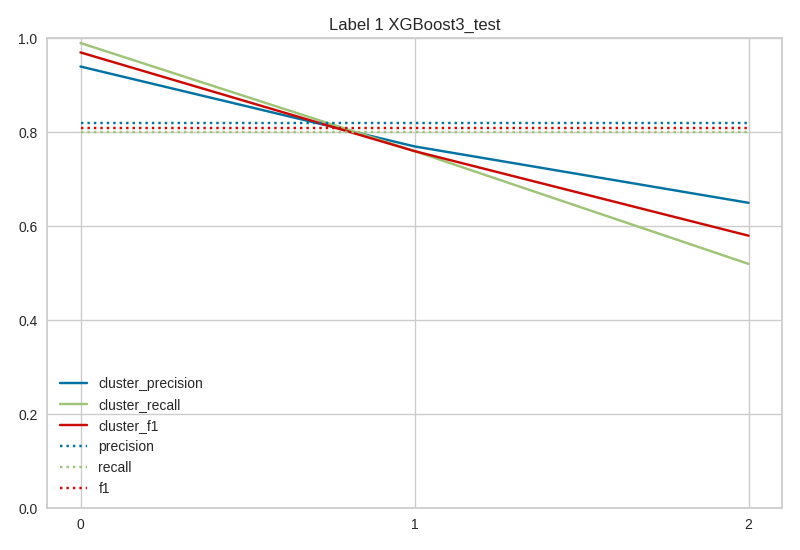 Label 1 XGBoost3_test
1.0
0.8
0.6
0.4
0.2
0.0
cluster_precision
cluster_recall
cluster_f1
precision
recall
f1
0 1 2